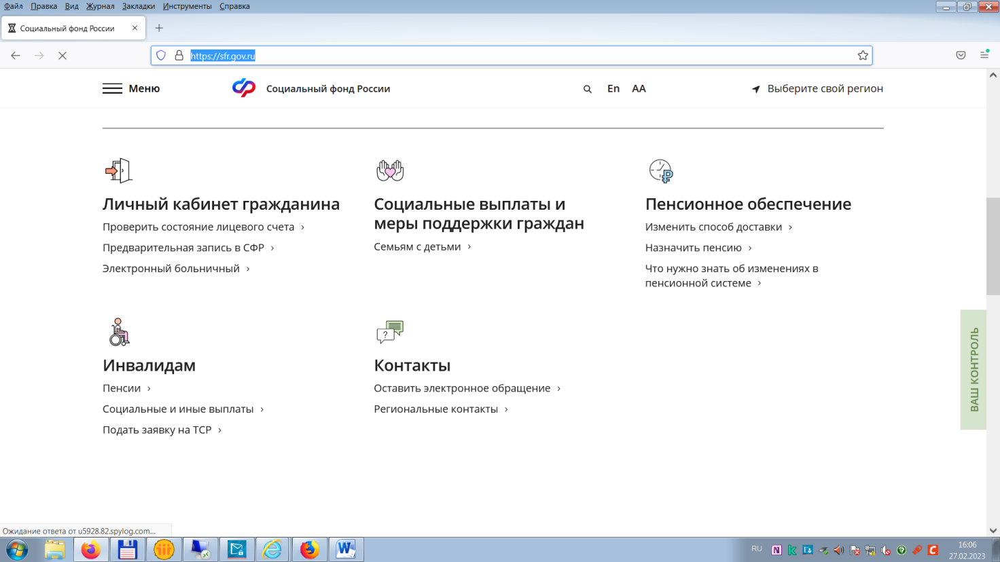 Файл Правка Вид Журнал Закладки Инструменты Справка
Социальный фонд России
https://sfr.gov.ru
Меню
Социальный фонд России
En AA
Выберите свой регион
Личный кабинет гражданина
Проверить состояние лицевого счета
Предварительная запись в СФР
Электронный больничный
Социальные выплаты и
меры поддержки граждан
Семьям с детьми
Пенсионное обеспечение
Изменить способ доставки
Назначить пенсию
Что нужно знать об изменениях в
пенсионной системе
Инвалидам
Пенсии
Социальные и иные выплаты
Подать заявку на ТСР
Контакты
Оставить электронное обращение
Региональные контакты
ВАШ КОНТРОЛЬ
Ожидание ответа от u5928.82.spylog.com...
RU
16:06
27.02.2023